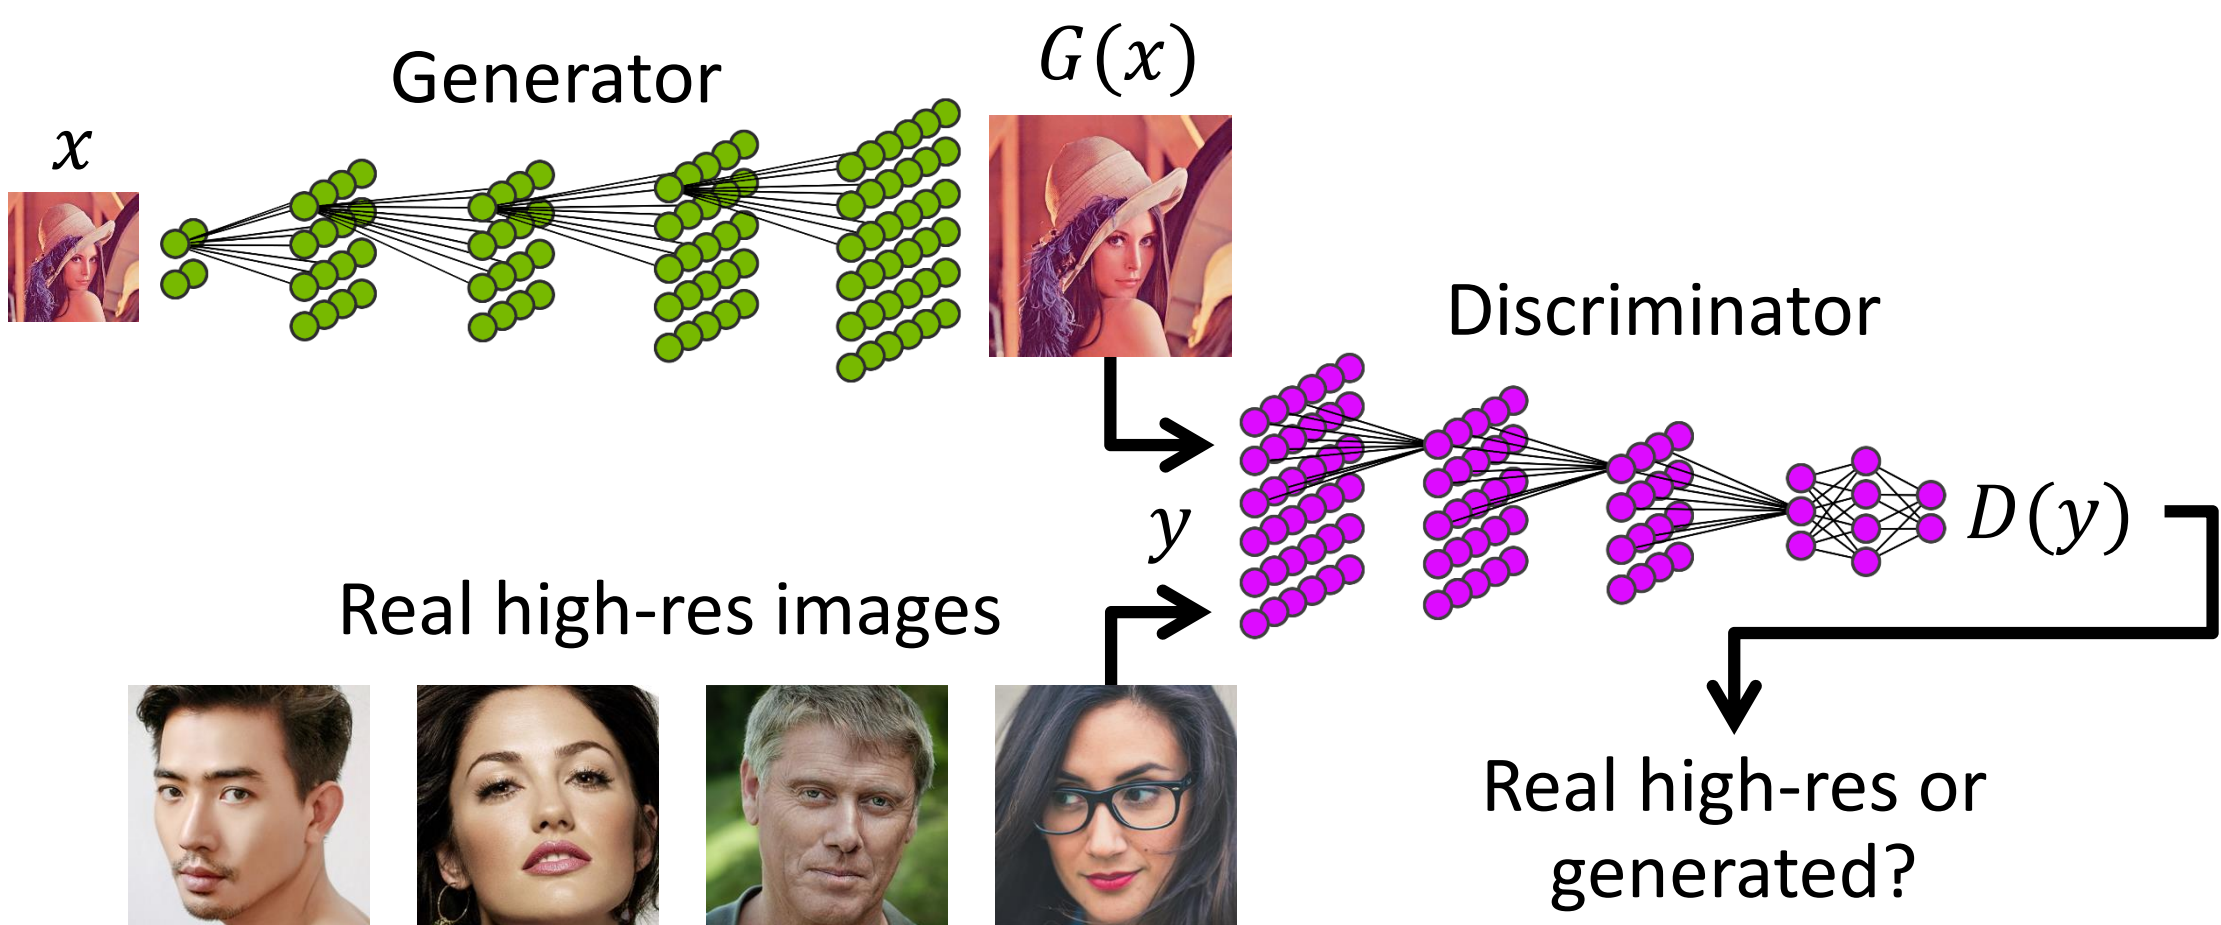 Generator
G(x)
x
Discriminator
y
D(y)
Real high-res images
Real high-res or
generated?